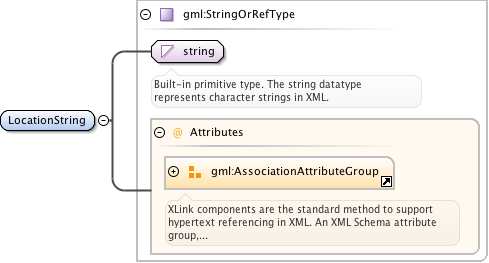 gml:StringOrRefType
string
Built-in primitive type. The string datatype
represents character strings in XML.
LocationString
@ Attributes
gml:AssociationAttributeGroup
XLink components are the standard method to support
hypertext referencing in XML. An XML Schema attribute
group,...